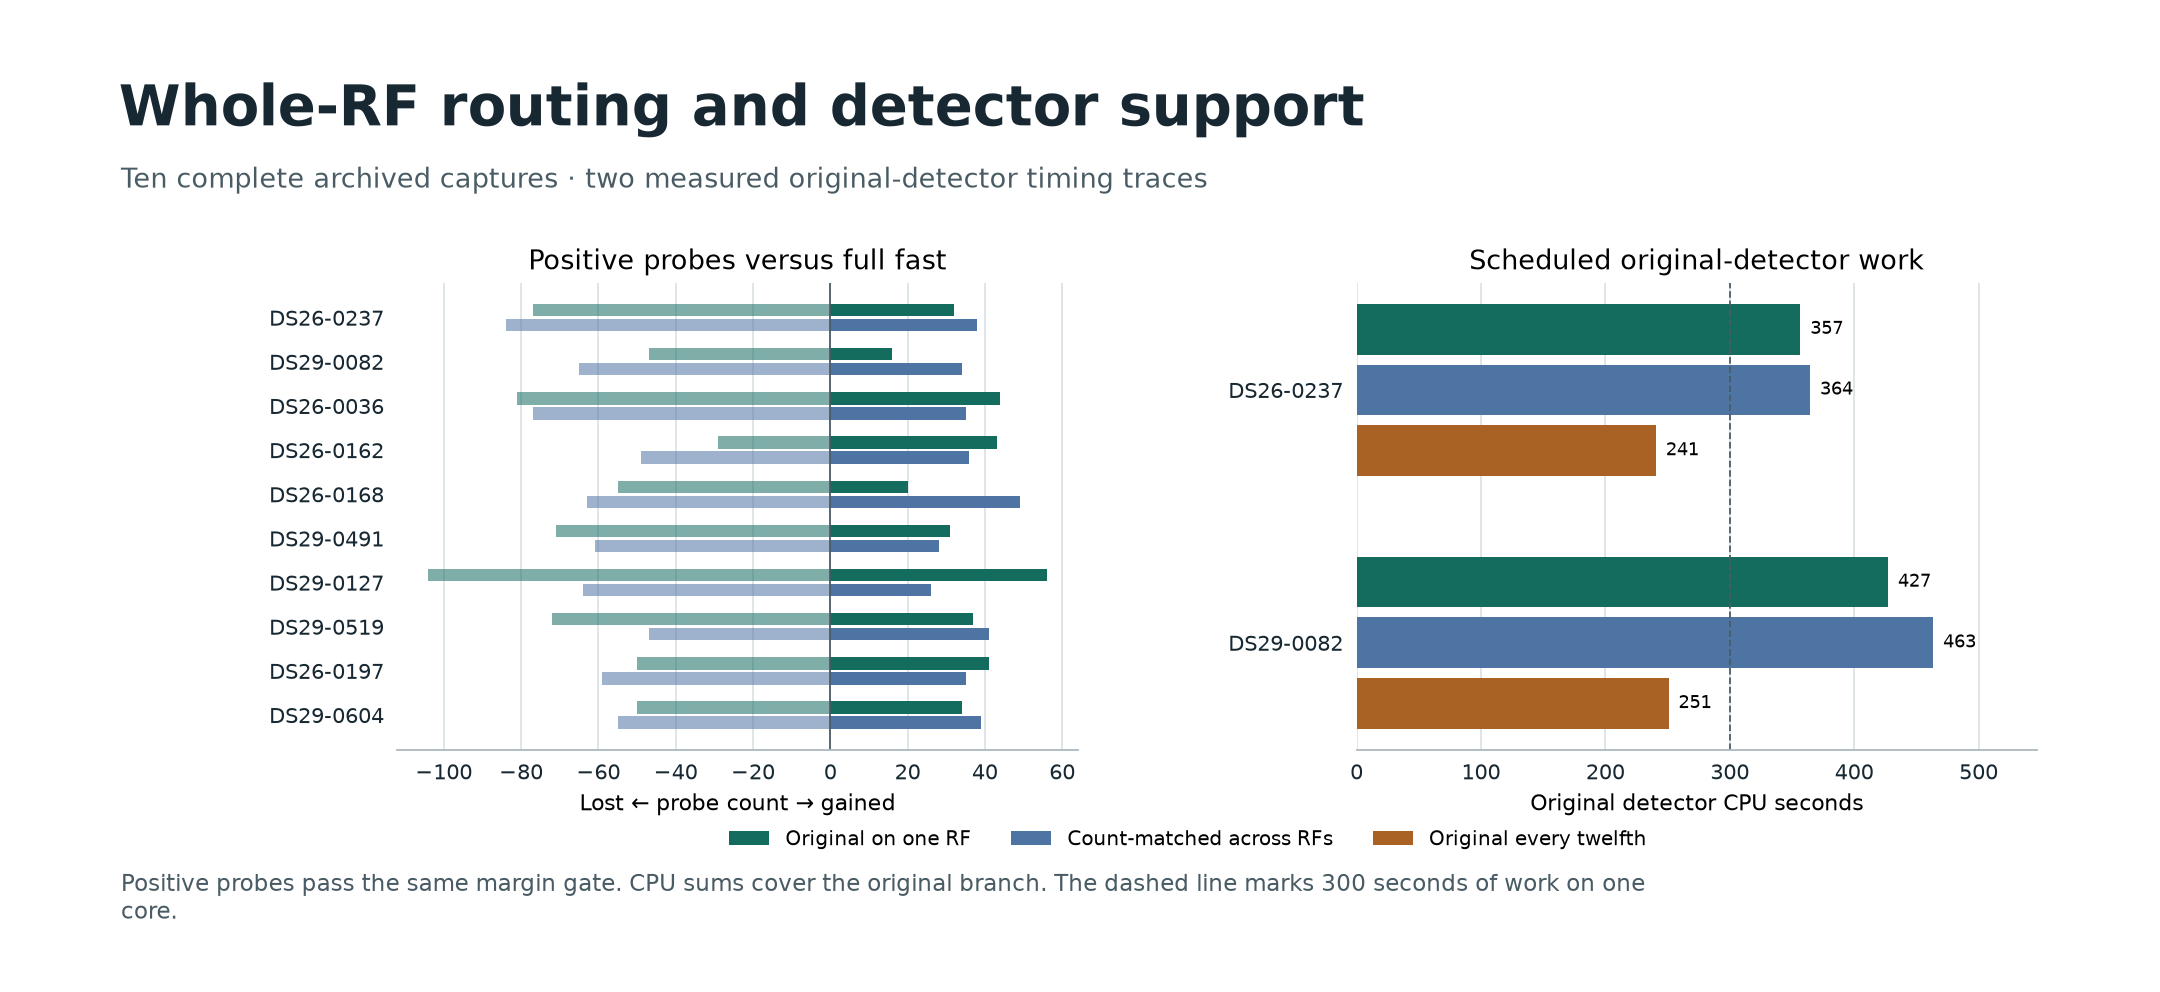 Whole-RF routing and detector support
Ten complete archived captures · two measured original-detector timing traces
Positive probes versus full fast
DS26-0237
DS29-0082
DS26-0036
DS26-0162
DS26-0168
DS29-0491
DS29-0127
DS29-0519
DS26-0197
DS29-0604
−100 −80 −60 −40 −20 0 20 40 60
Lost ← probe count → gained
Scheduled original-detector work
357
DS26-0237 364
241
427
DS29-0082 463
251
0 100 200 300 400 500
Original detector CPU seconds
Original on one RF Count-matched across RFs Original every twelfth
Positive probes pass the same margin gate. CPU sums cover the original branch. The dashed line marks 300 seconds of work on one
core.